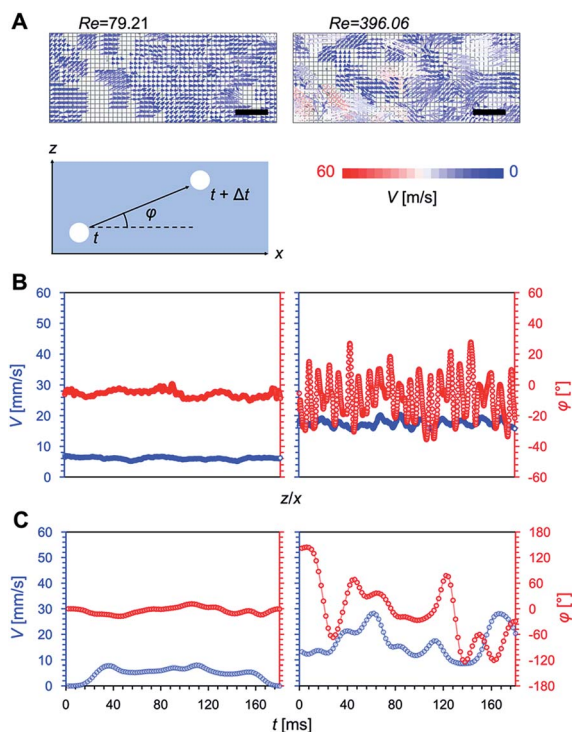 A
Re=79.21
Re=396.06
z
t + Δt
φ
t
x
60
0
V [m/s]
B
60
50
40
30
20
10
0
V [mm/s]
60
40
20
0
-20
-40
-60
φ [°]
z/x
C
60
50
40
30
20
10
0
V [mm/s]
180
120
60
0
-60
-120
-180
φ [°]
0 40 80 120 160
0 40 80 120 160
t [ms]